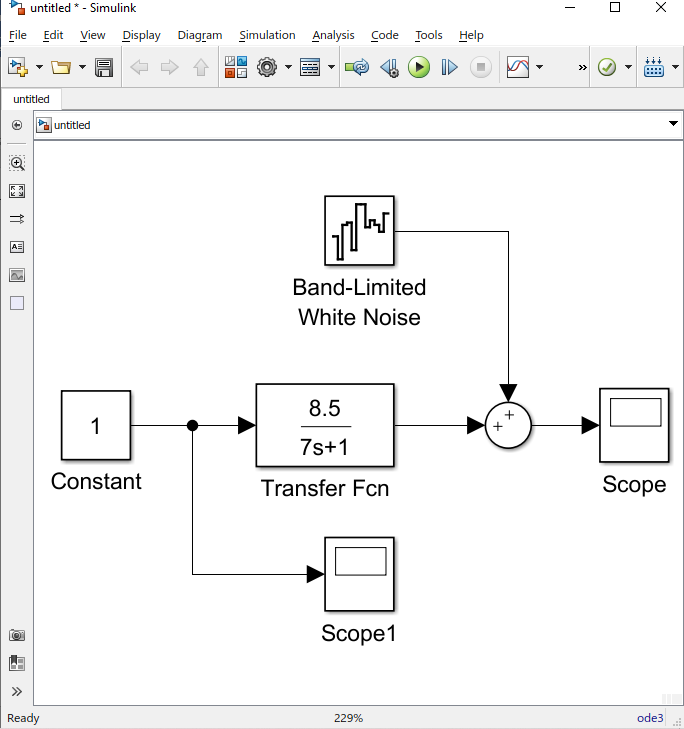 untitled * - Simulink
File Edit View Display Diagram Simulation Analysis Code Tools Help
»
untitled
untitled
Band-Limited
White Noise
1
8.5
7s+1
+
+
Constant
Transfer Fcn
Scope
Scope1
Ready 229% ode3